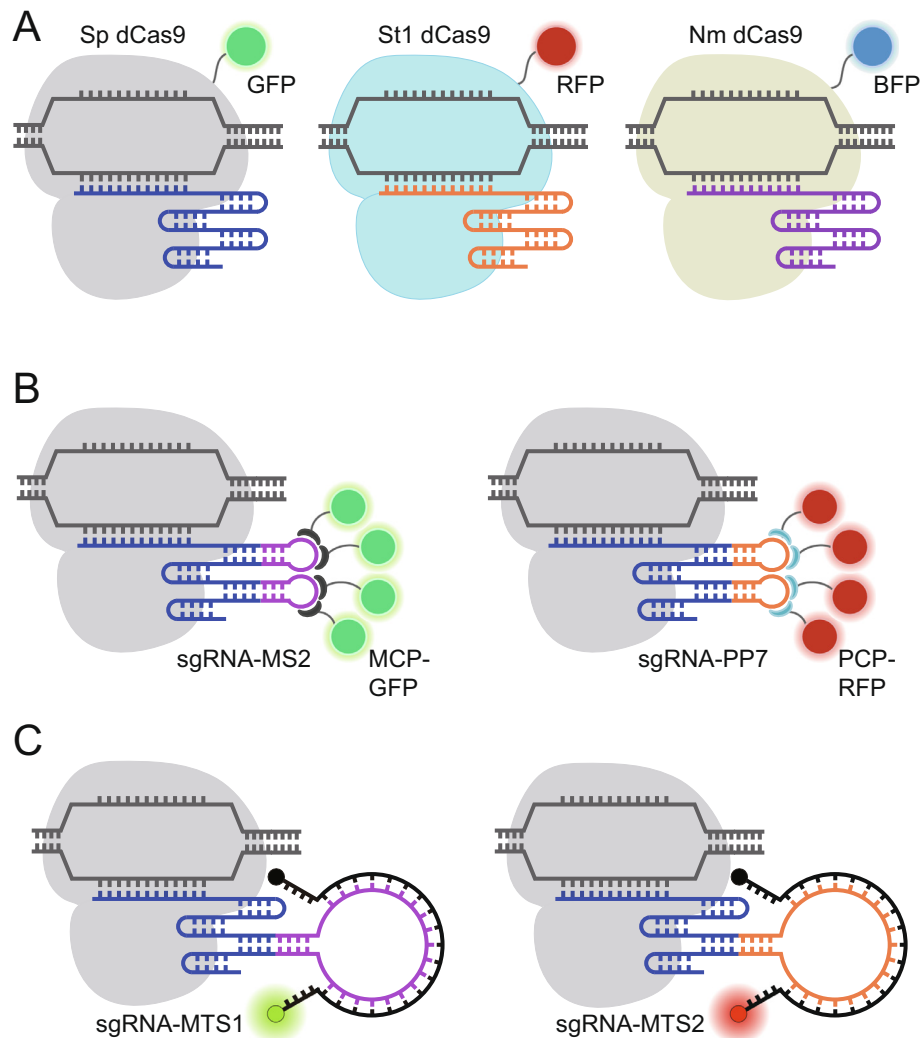 A
Sp dCas9
GFP
St1 dCas9
RFP
Nm dCas9
BFP
B
sgRNA-MS2
MCP-
GFP
sgRNA-PP7
PCP-
RFP
C
sgRNA-MTS1
sgRNA-MTS2